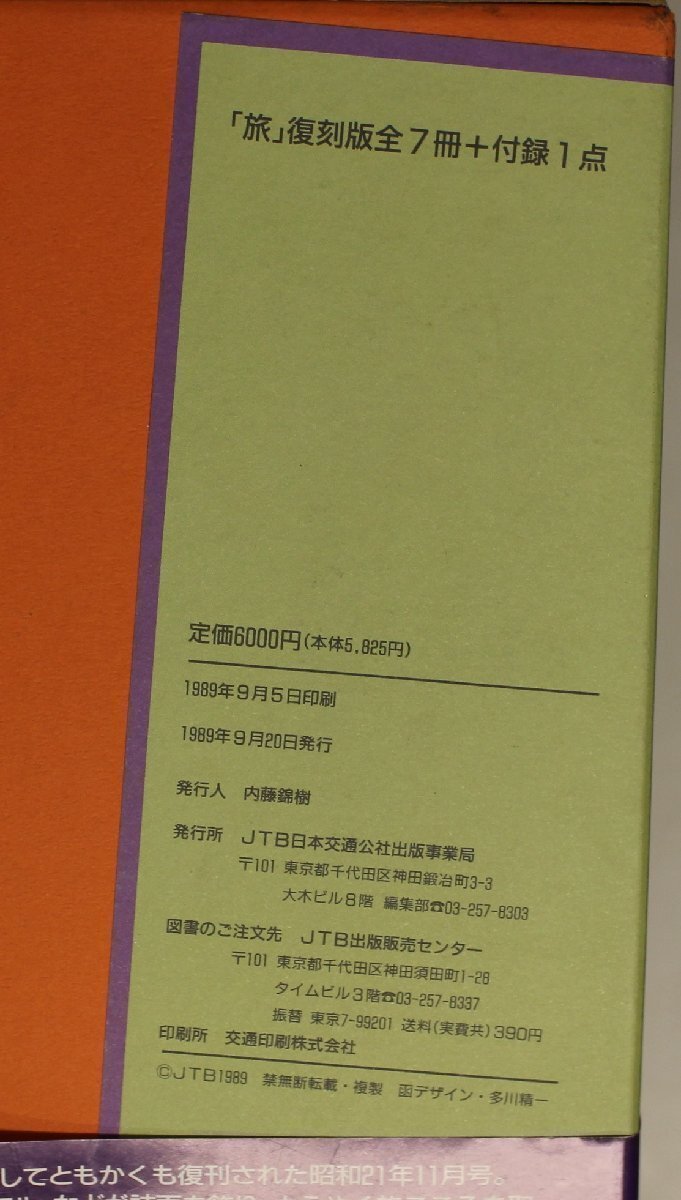 「旅」復刻版全7冊＋付録1点
定価6000円(本体5,825円)
1989年9月5日印刷
1989年9月20日発行
発行人 内藤錦樹
発行所 JTB日本交通公社出版事業局
〒101 東京都千代田区神田鍛冶町3-3
大木ビル8階 編集部☎03-257-8303
図書のご注文先 JTB出版販売センター
〒101 東京都千代田区神田須田町1-28
タイムビル3階☎03-257-8337
振替 東京7-99201 送料(実費共)390円
印刷所 交通印刷株式会社
©JTB1989 禁無断転載・複製 函デザイン・多川精一
してともかくも復刊された昭和21年11月号。